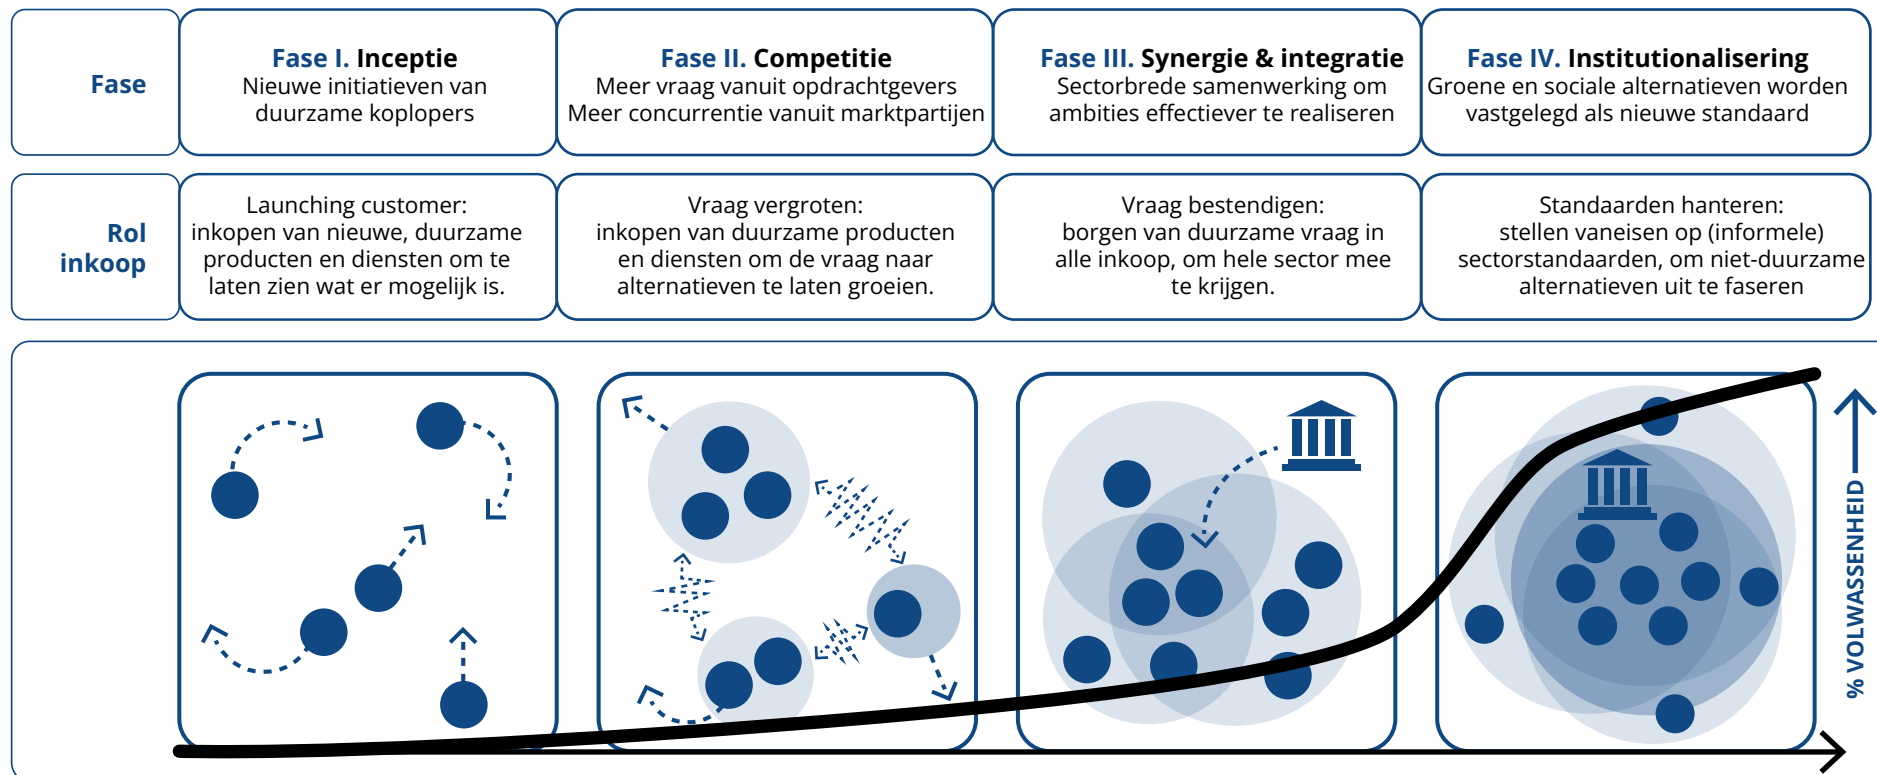 Fase
Fase I. Inceptie
Nieuwe initiatieven van
duurzame koplopers
Fase II. Competitie
Meer vraag vanuit opdrachtgevers
Meer concurrentie vanuit marktpartijen
Fase III. Synergie & integratie
Sectorbrede samenwerking om
ambities effectiever te realiseren
Fase IV. Institutionalisering
Groene en sociale alternatieven worden
vastgelegd als nieuwe standaard
Rol
inkoop
Launching customer:
inkopen van nieuwe, duurzame
producten en diensten om te
laten zien wat er mogelijk is.
Vraag vergroten:
inkopen van duurzame producten
en diensten om de vraag naar
alternatieven te laten groeien.
Vraag bestendigen:
borgen van duurzame vraag in
alle inkoop, om hele sector mee
te krijgen.
Standaarden hanteren:
stellen vaneisen op (informele)
sectorstandaarden, om niet-duurzame
alternatieven uit te faseren
% VOLWASSENHEID